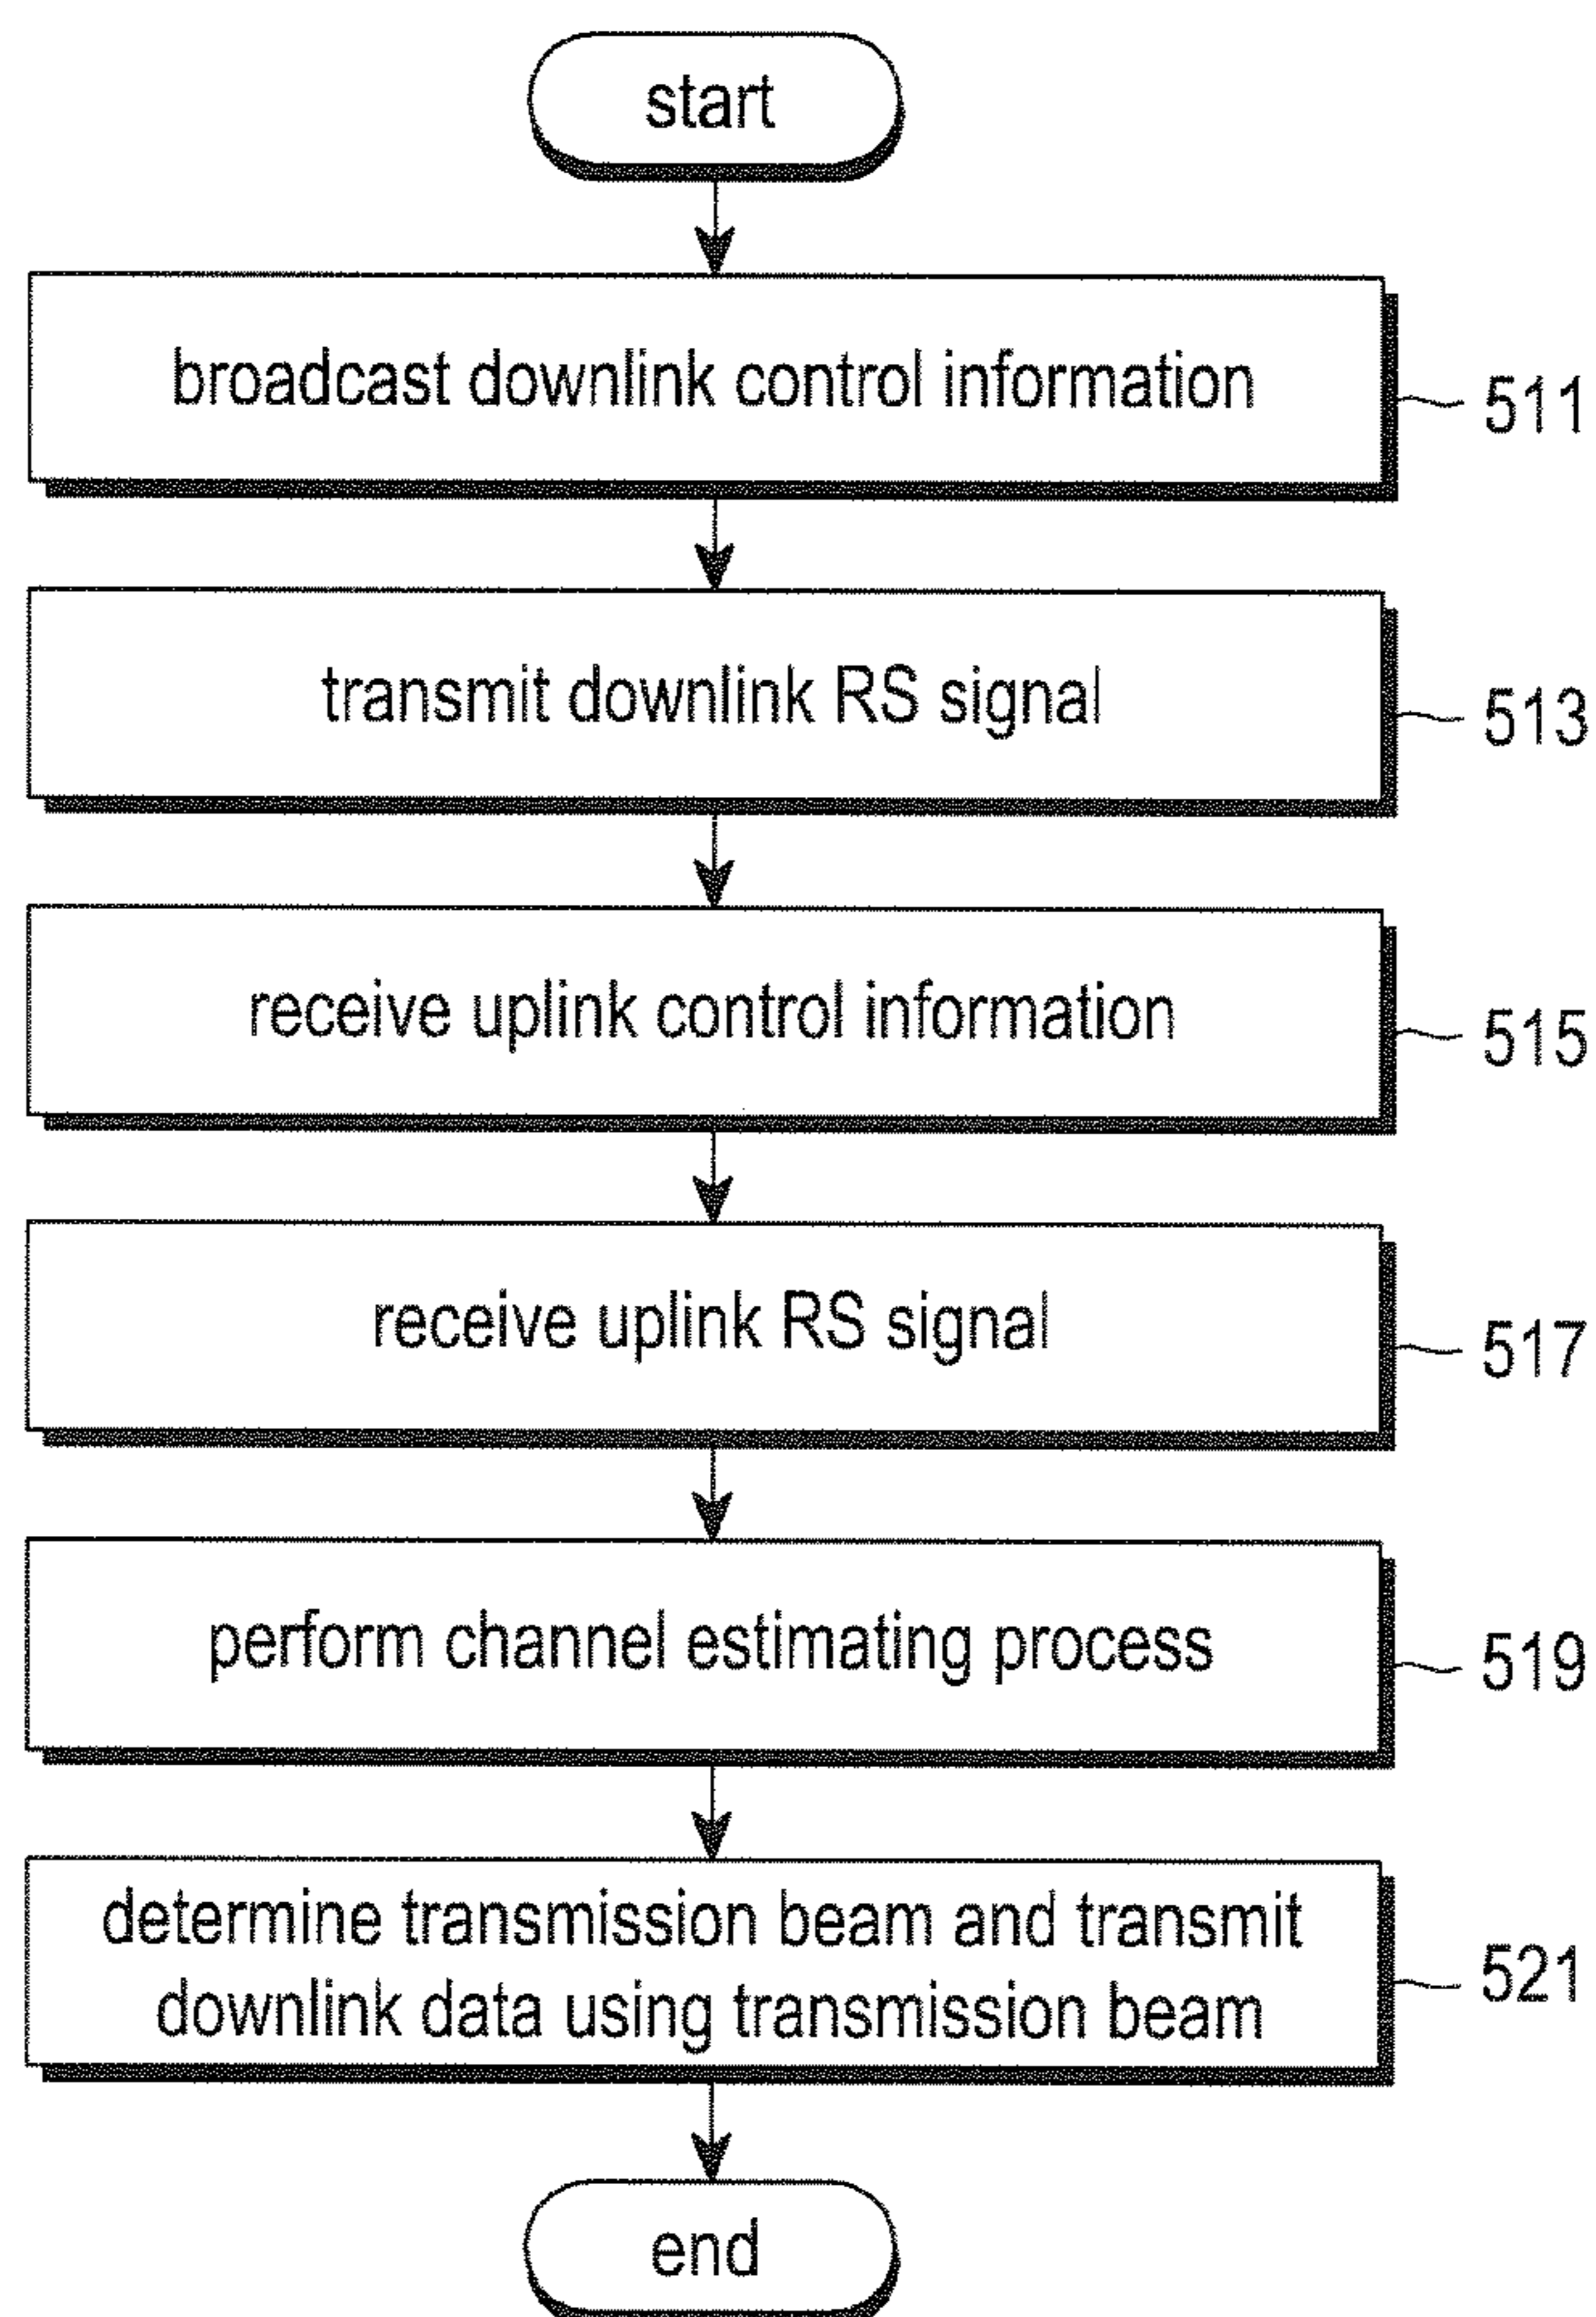 start
broadcast downlink control information
511
transmit downlink RS signal
513
receive uplink control information
515
receive uplink RS signal
517
perform channel estimating process
519
determine transmission beam and transmit
downlink data using transmission beam
521
end